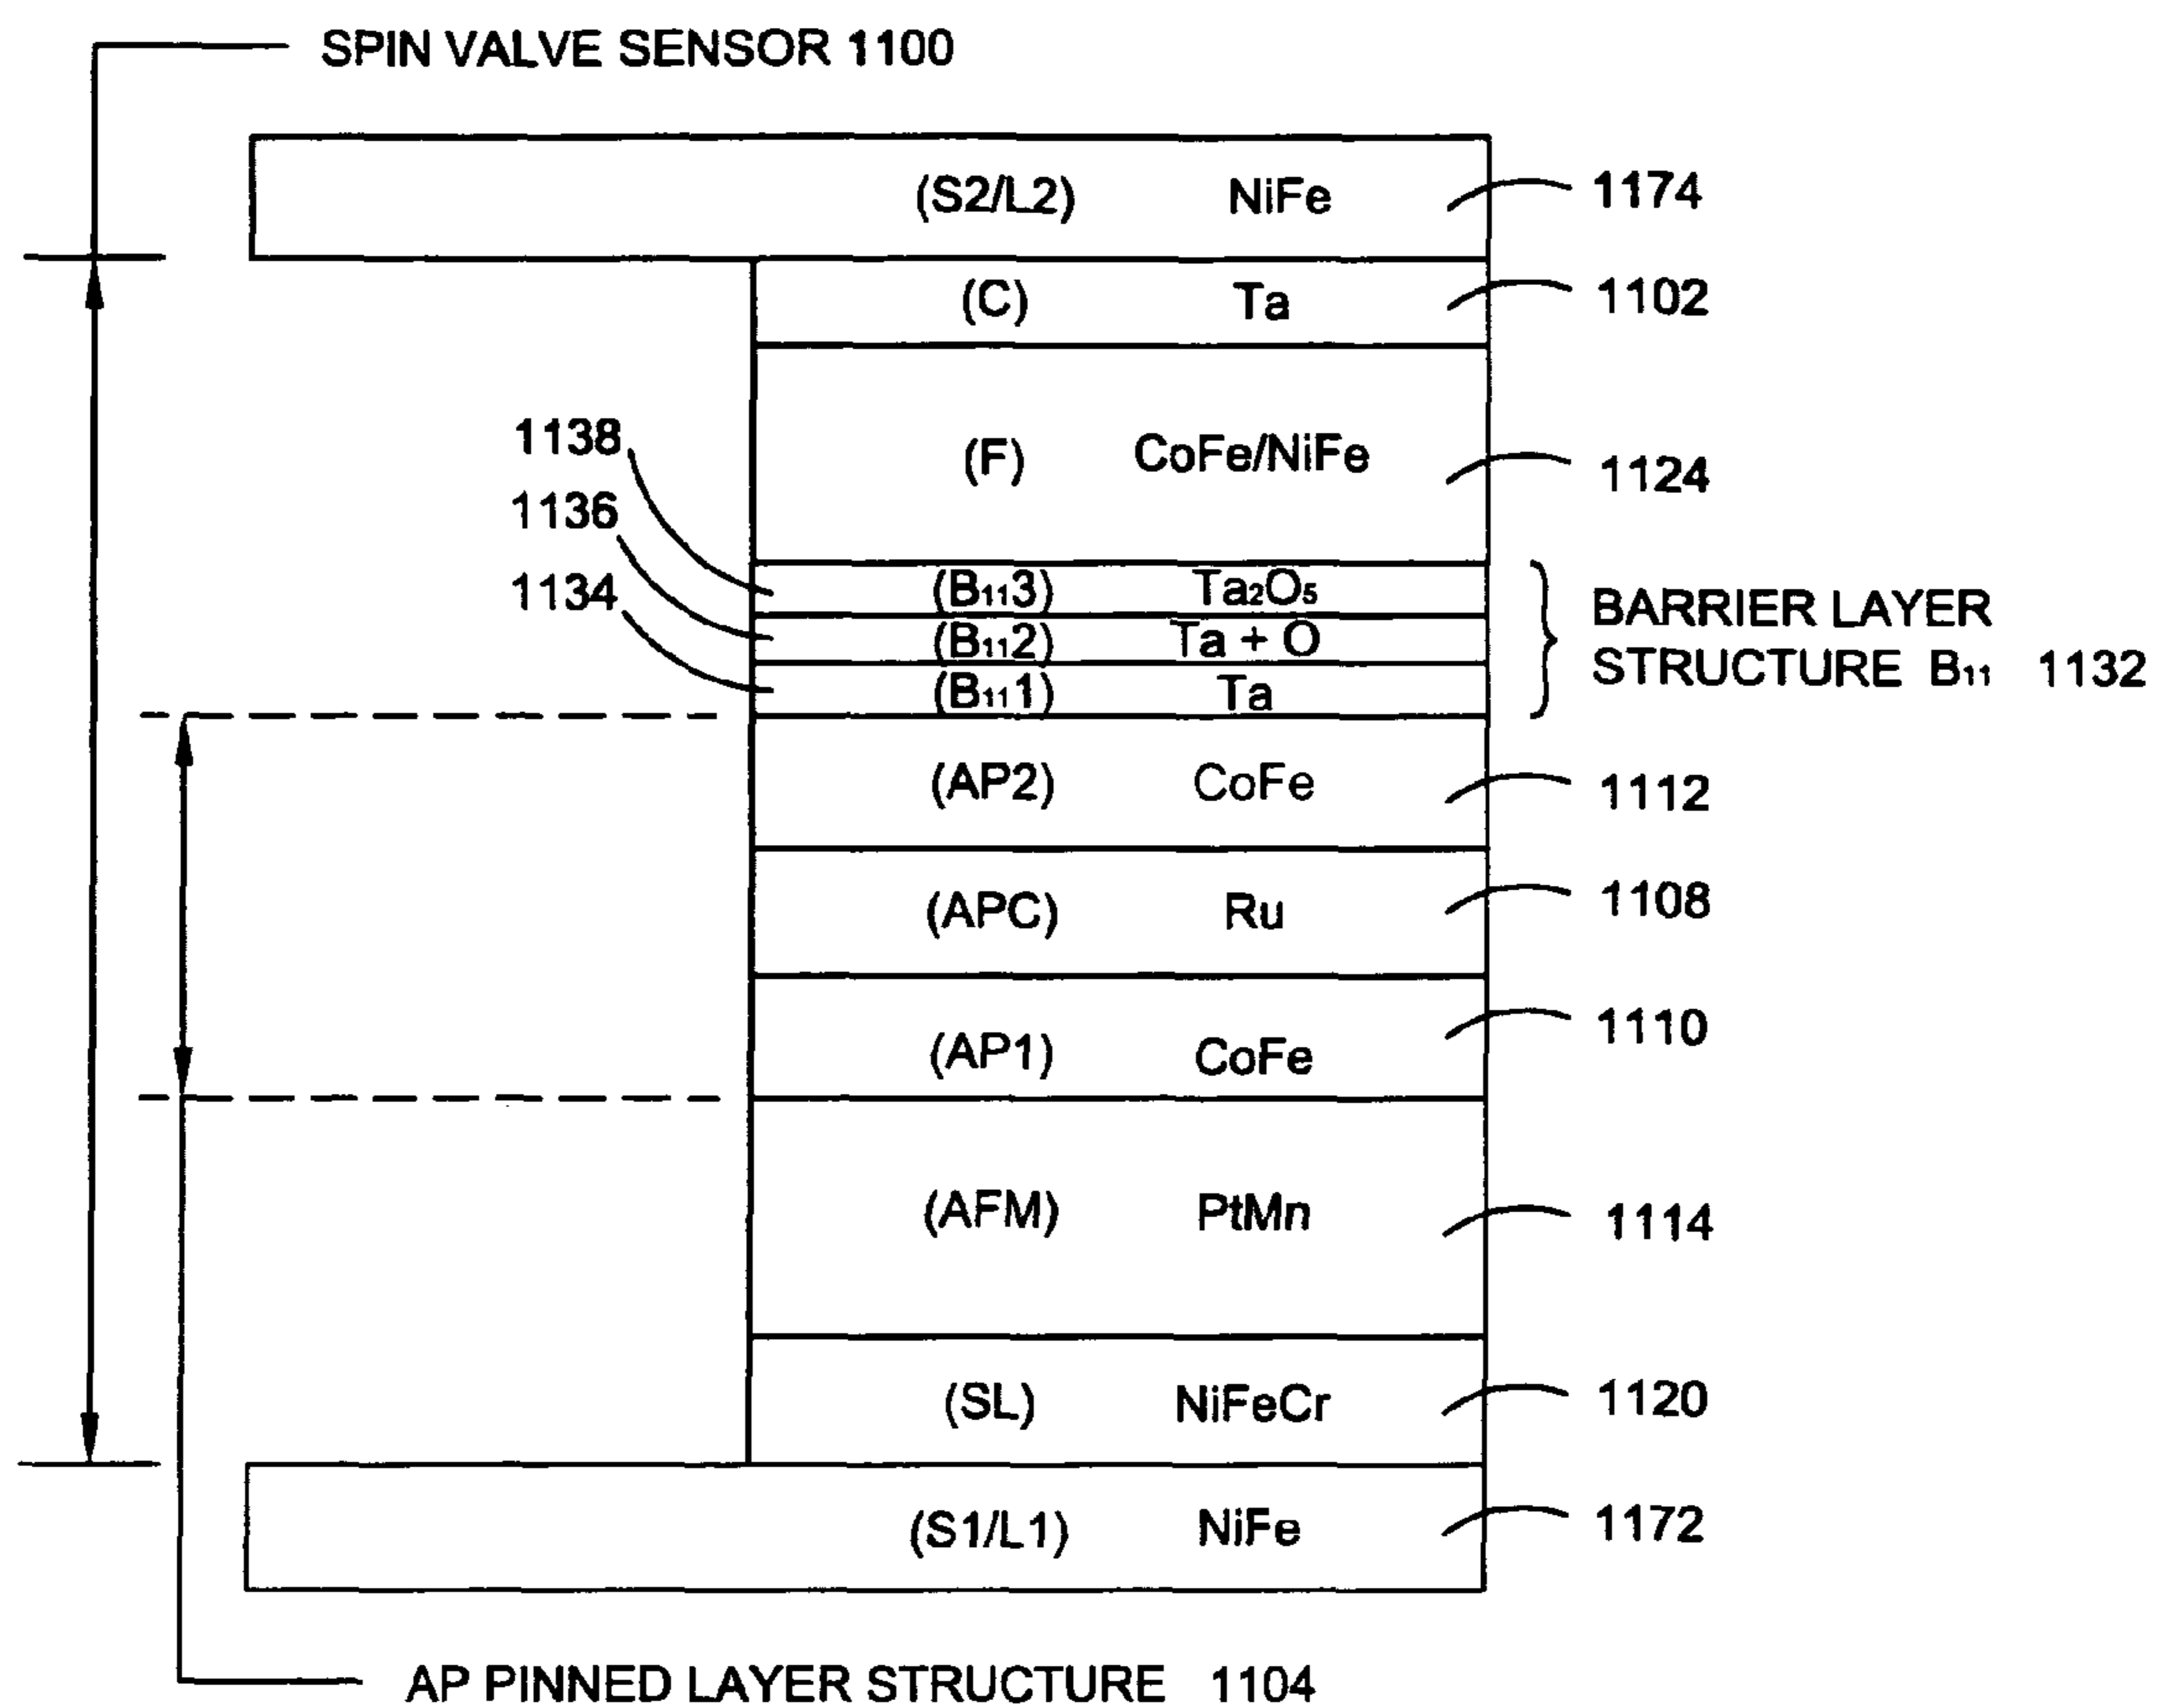 SPIN VALVE SENSOR 1100
(S2/L2) NiFe 1174
(C) Ta 1102
(F) CoFe/NiFe 1124
1138
1136
1134
(B₁₁3) Ta₂O₅
(B₁₁2) Ta + O
(B₁₁1) Ta
BARRIER LAYER
STRUCTURE B₁₁ 1132
(AP2) CoFe 1112
(APC) Ru 1108
(AP1) CoFe 1110
(AFM) PtMn 1114
(SL) NiFeCr 1120
(S1/L1) NiFe 1172
AP PINNED LAYER STRUCTURE 1104